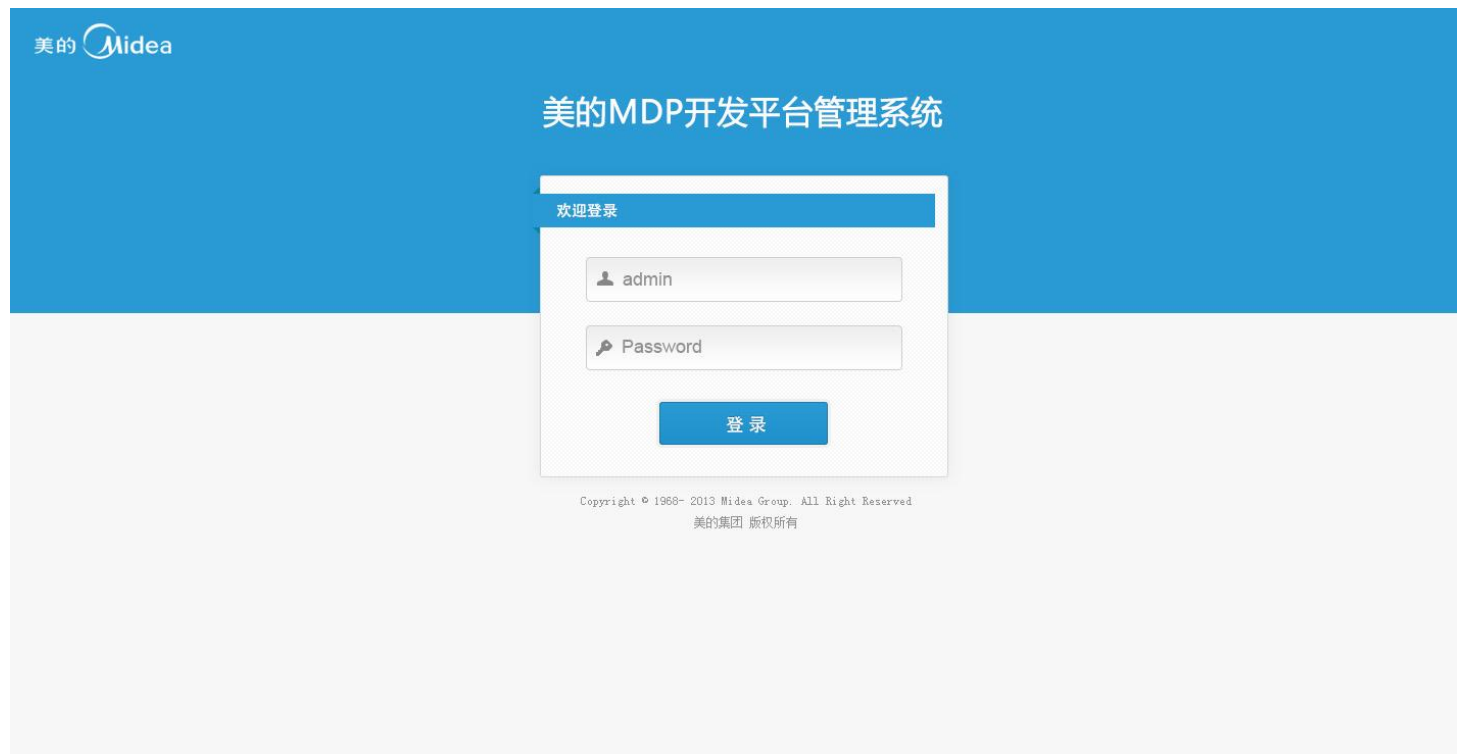 美的 Midea
美的MDP开发平台管理系统
欢迎登录
admin
Password
登录
Copyright © 1968- 2013 Midea Group. All Right Reserved
美的集团 版权所有